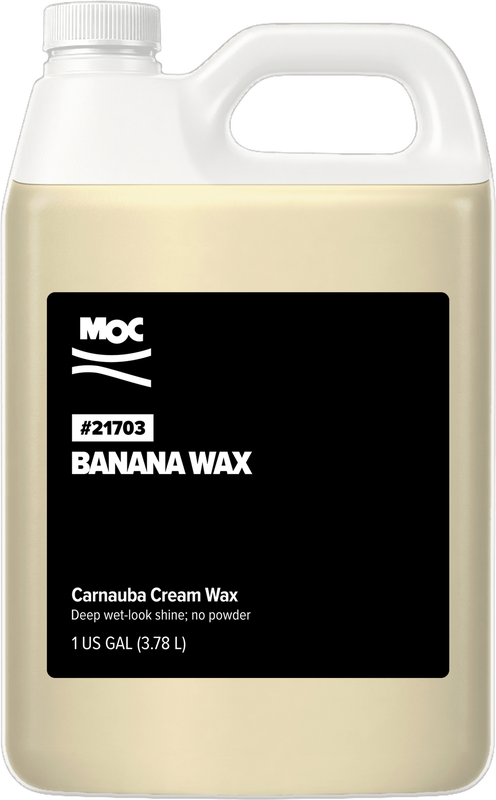 MOC
#21703
BANANA WAX
Carnauba Cream Wax
Deep wet-look shine; no powder
1 US GAL (3.78 L)